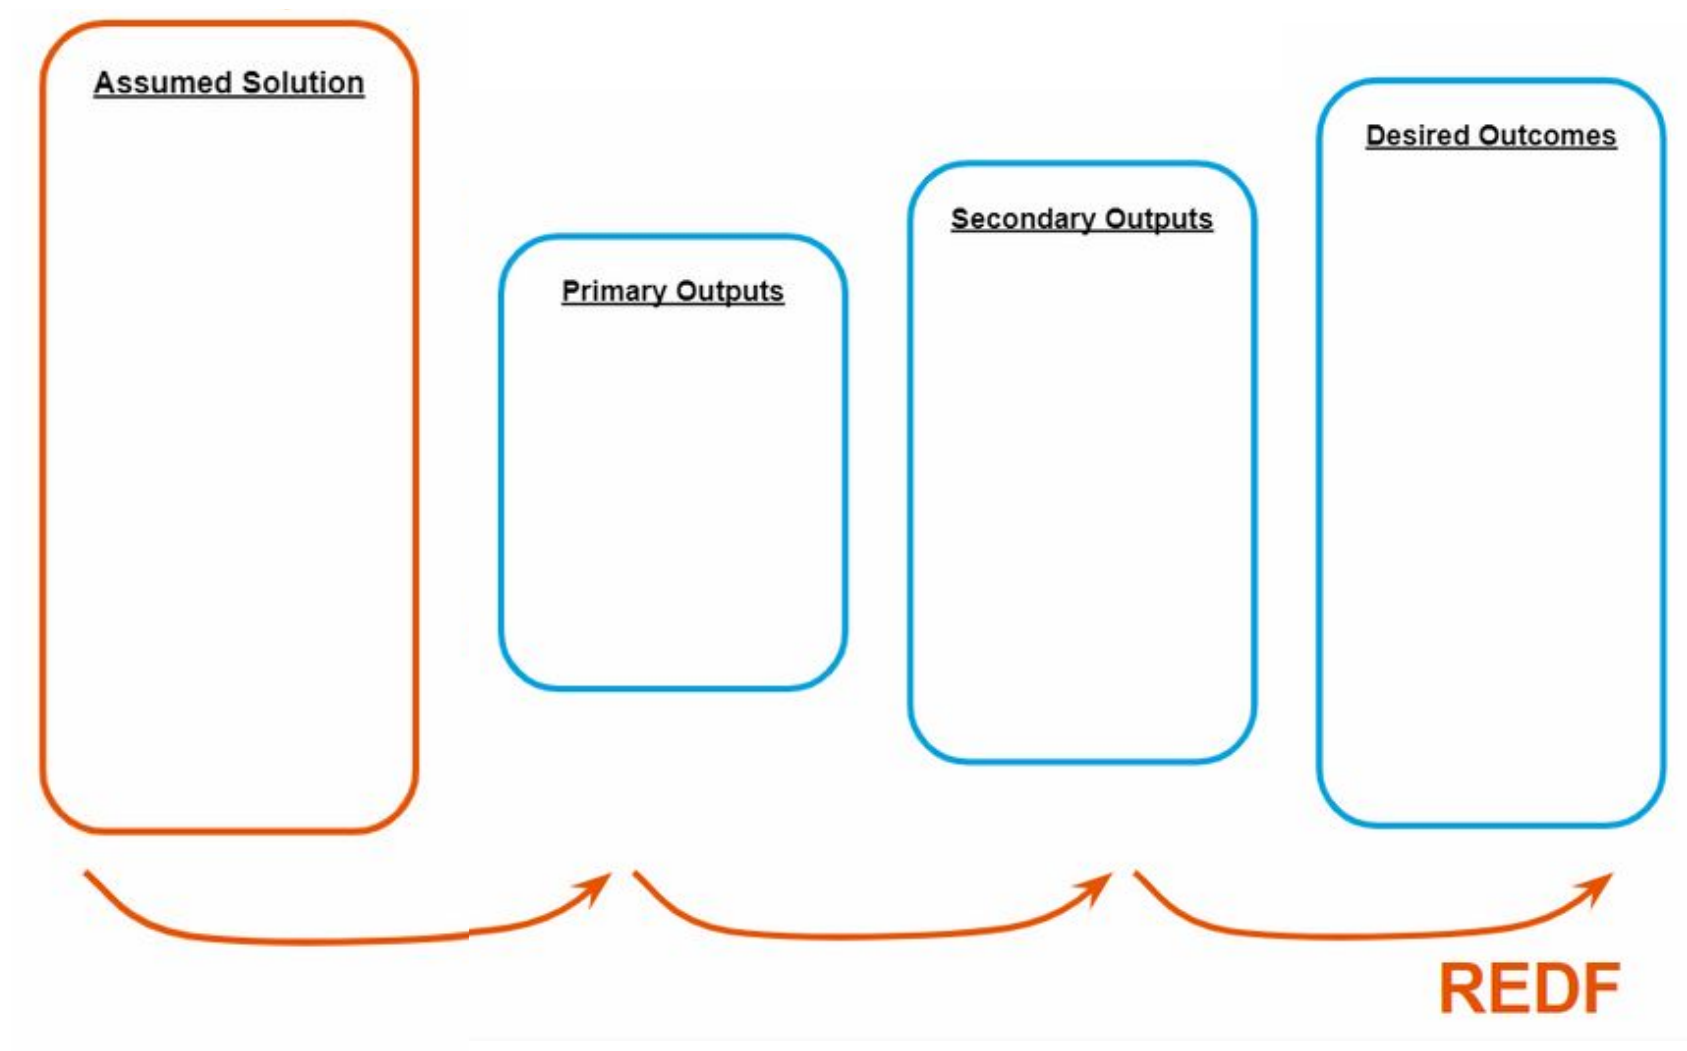 Assumed Solution
Primary Outputs
Secondary Outputs
Desired Outcomes
REDF